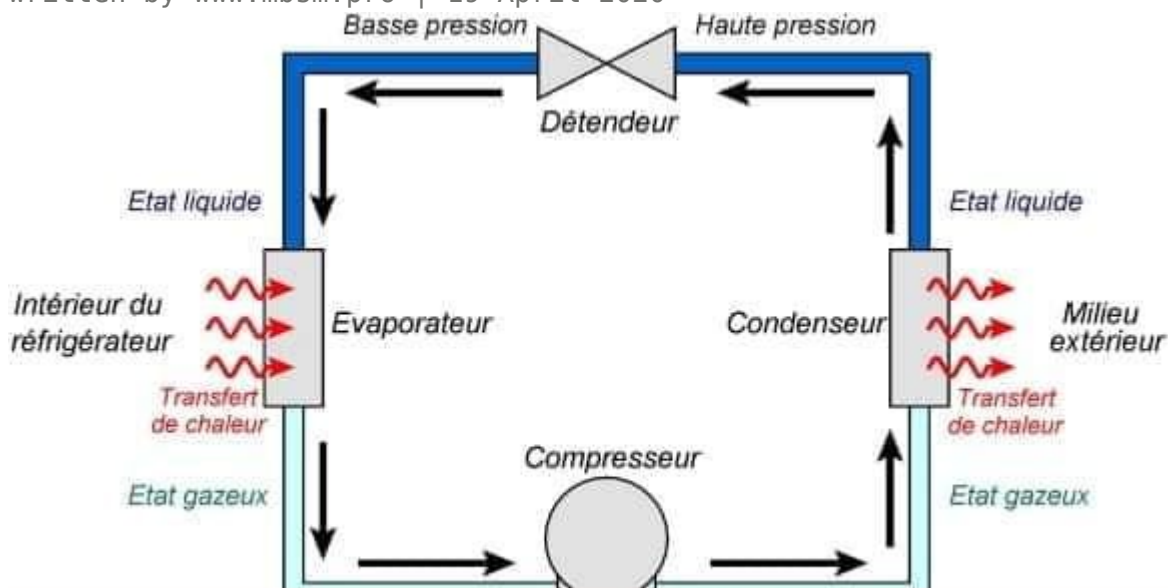 Basse pression
Haute pression
Détendeur
Etat liquide
Etat liquide
Intérieur du
réfrigérateur
Evaporateur
Condenseur
Milieu
extérieur
Transfert
de chaleur
Transfert
de chaleur
Compresseur
Etat gazeux
Etat gazeux